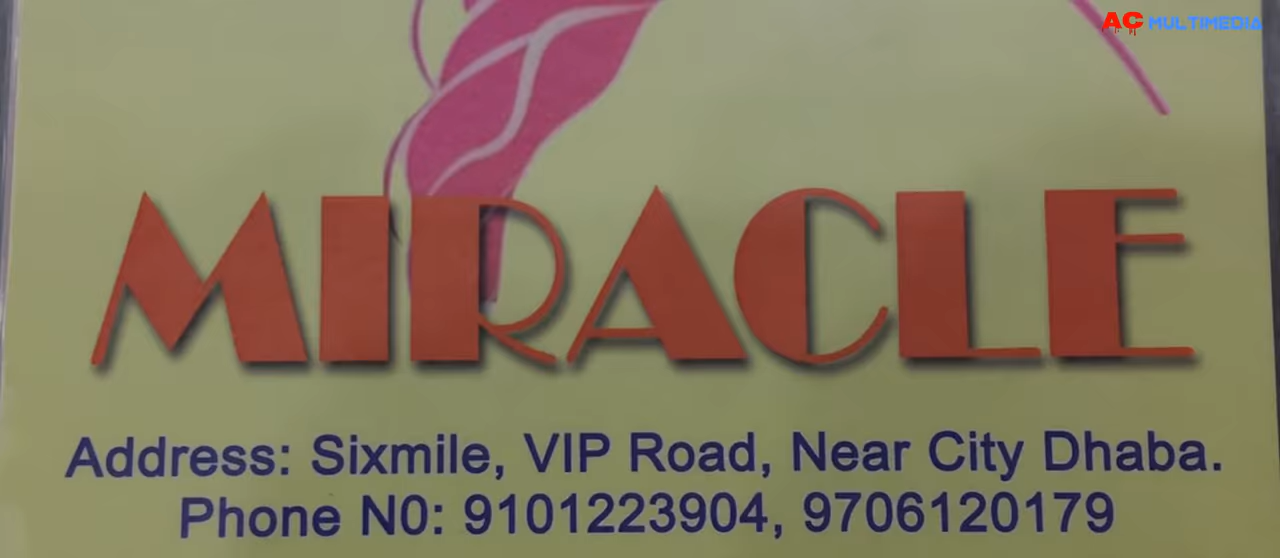 AC MULTIMEDIA
MIRACLE
Address: Sixmile, VIP Road, Near City Dhaba.
Phone N0: 9101223904, 9706120179